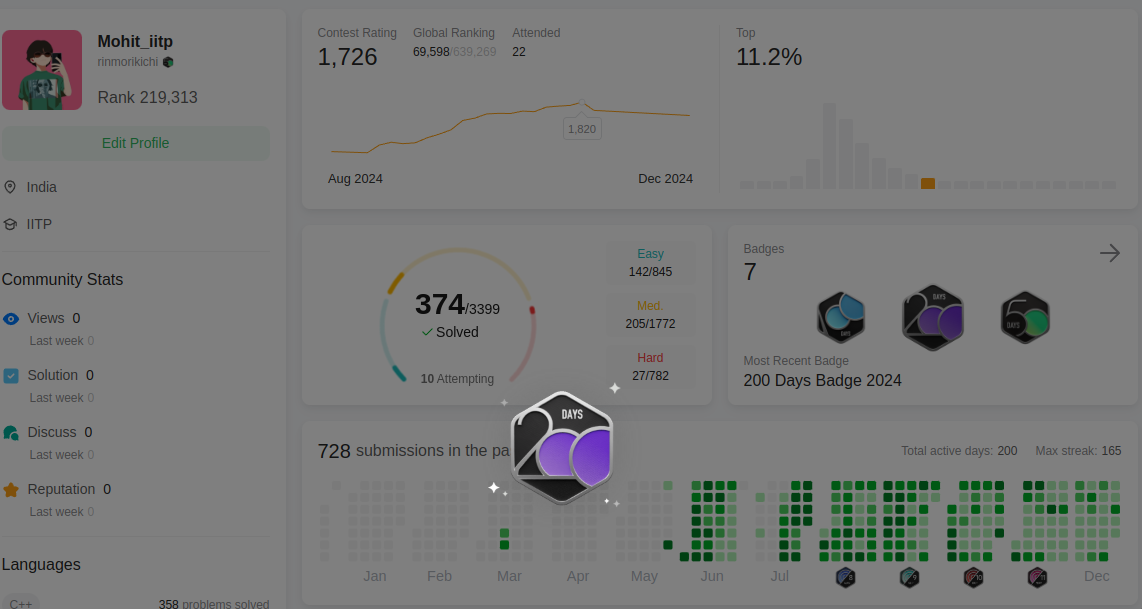 Mohit_iitp
rinmorikichi
Rank 219,313
Edit Profile
India
IITP
Community Stats
Views 0
Last week 0
Solution 0
Last week 0
Discuss 0
Last week 0
Reputation 0
Last week 0
Languages
C++ 358 problems solved
Contest Rating
1,726
Global Ranking
69,598/639,269
Attended
22
1,820
Aug 2024
Dec 2024
Top
11.2%
374/3399
Solved
10 Attempting
Easy
142/845
Med.
205/1772
Hard
27/782
Badges
7
DAYS
DAYS
Most Recent Badge
200 Days Badge 2024
200
DAYS
728 submissions in the pa
Total active days: 200 Max streak: 165
Jan Feb Mar Apr May Jun Jul Dec